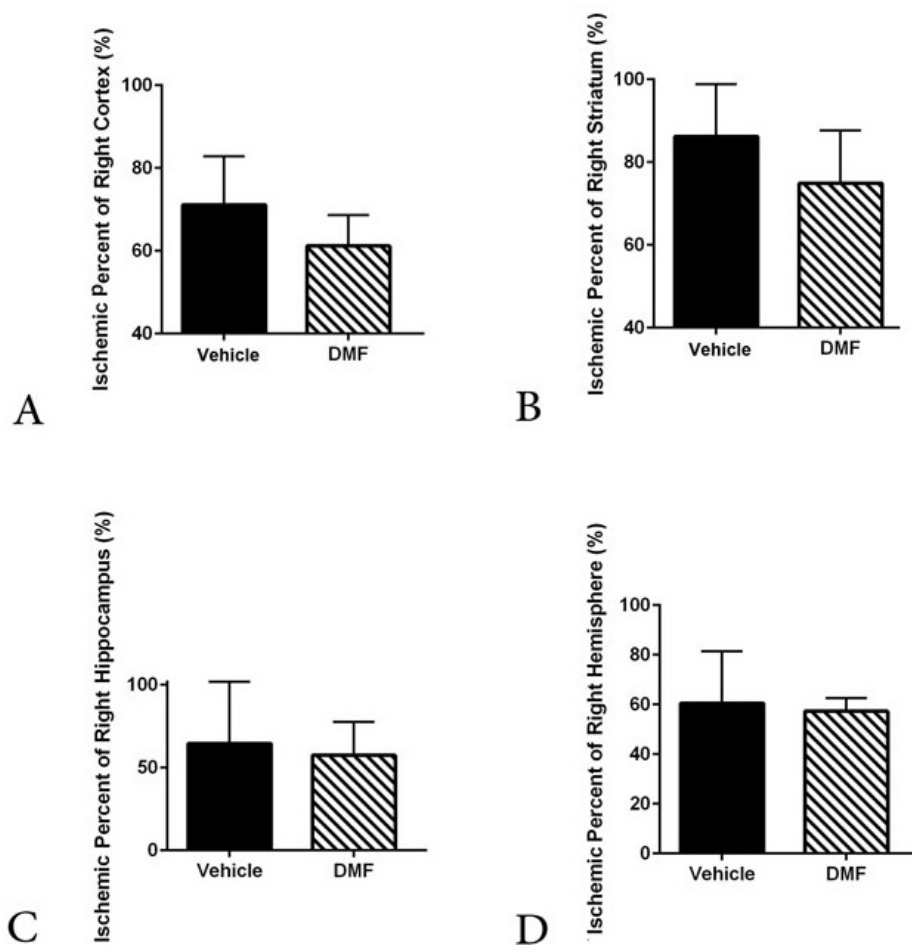 Ischemic Percent of Right Cortex (%)
100
80
60
40
Vehicle
DMF
A
Ischemic Percent of Right Striatum (%)
100
80
60
40
Vehicle
DMF
B
Ischemic Percent of Right Hippocampus (%)
100
50
0
Vehicle
DMF
C
Ischemic Percent of Right Hemisphere (%)
100
80
60
40
20
0
Vehicle
DMF
D